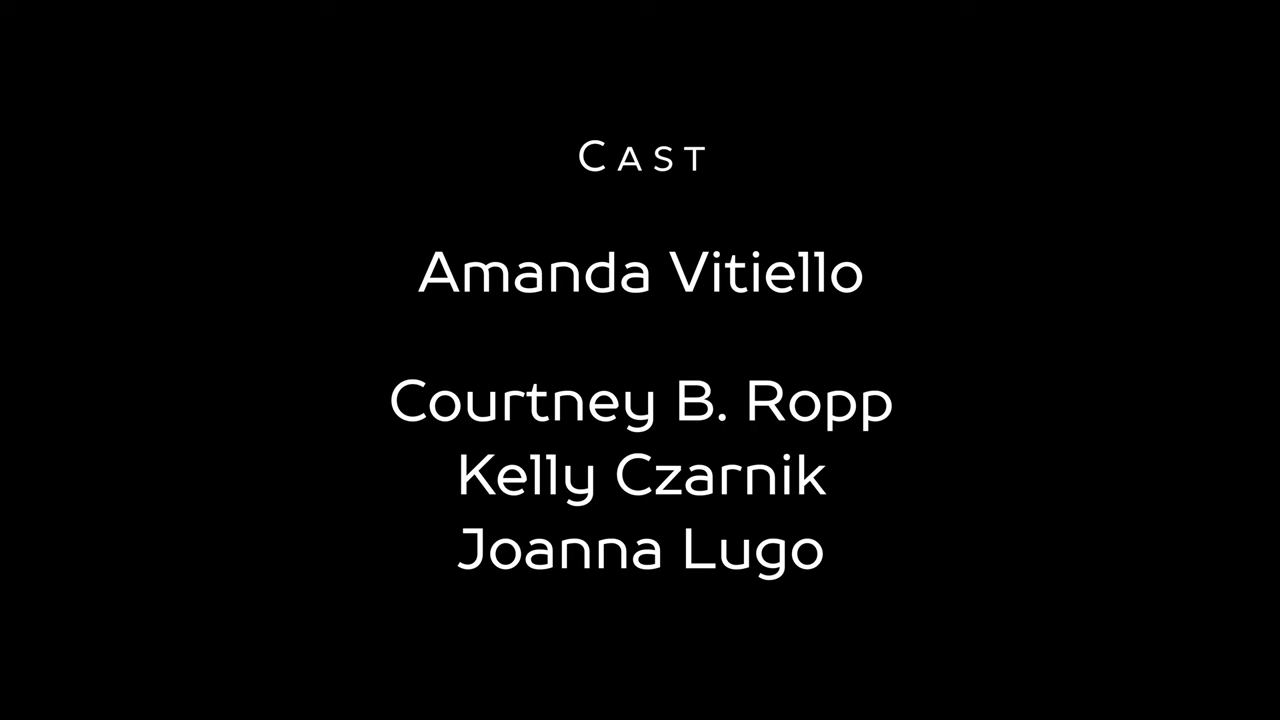 Cast
Amanda Vitiello
Courtney B. Ropp
Kelly Czarnik
Joanna Lugo